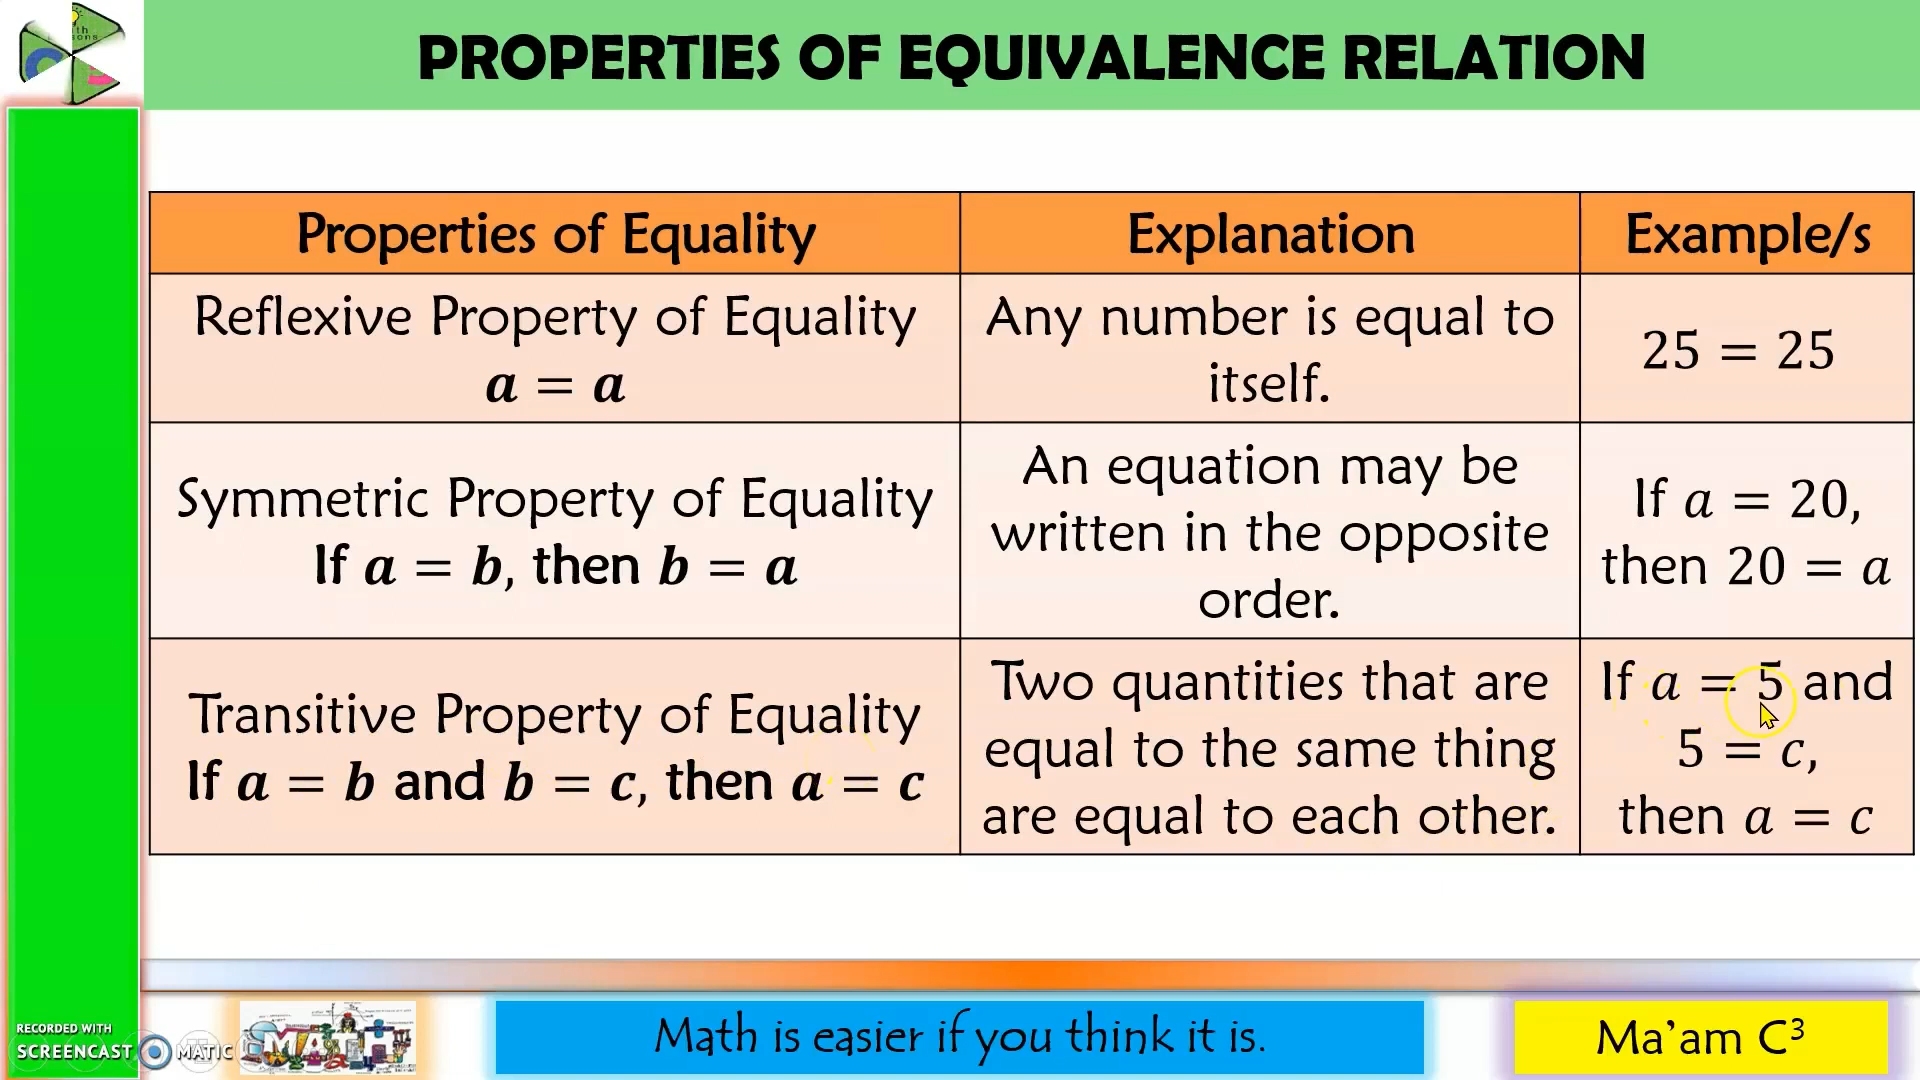 PROPERTIES OF EQUIVALENCE RELATION
Properties of Equality
Explanation
Example/s
Reflexive Property of Equality
a = a
Any number is equal to
itself.
25 = 25
Symmetric Property of Equality
If a = b, then b = a
An equation may be
written in the opposite
order.
If a = 20,
then 20 = a
Transitive Property of Equality
If a = b and b = c, then a = c
Two quantities that are
equal to the same thing
are equal to each other.
If a = 5 and
5 = c,
then a = c
RECORDED WITH
SCREENCAST MATIC
MATH
Math is easier if you think it is.
Ma’am C³